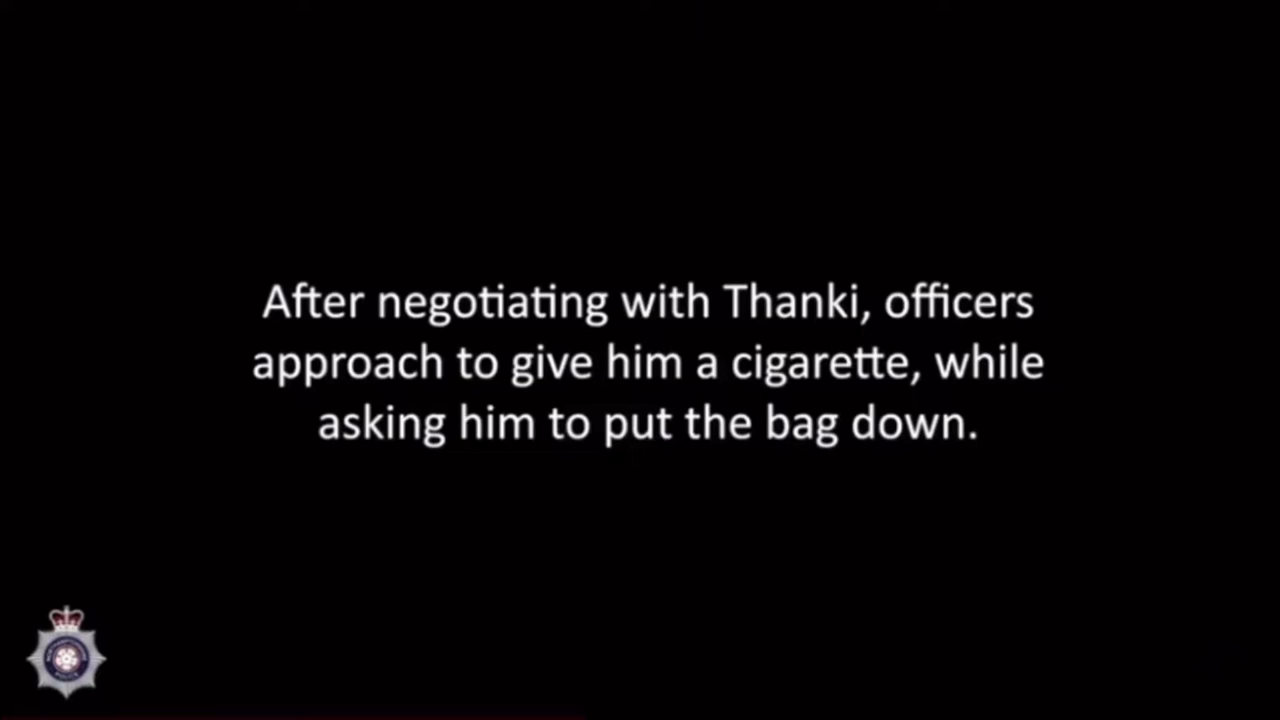 After negotiating with Thanki, officers
approach to give him a cigarette, while
asking him to put the bag down.